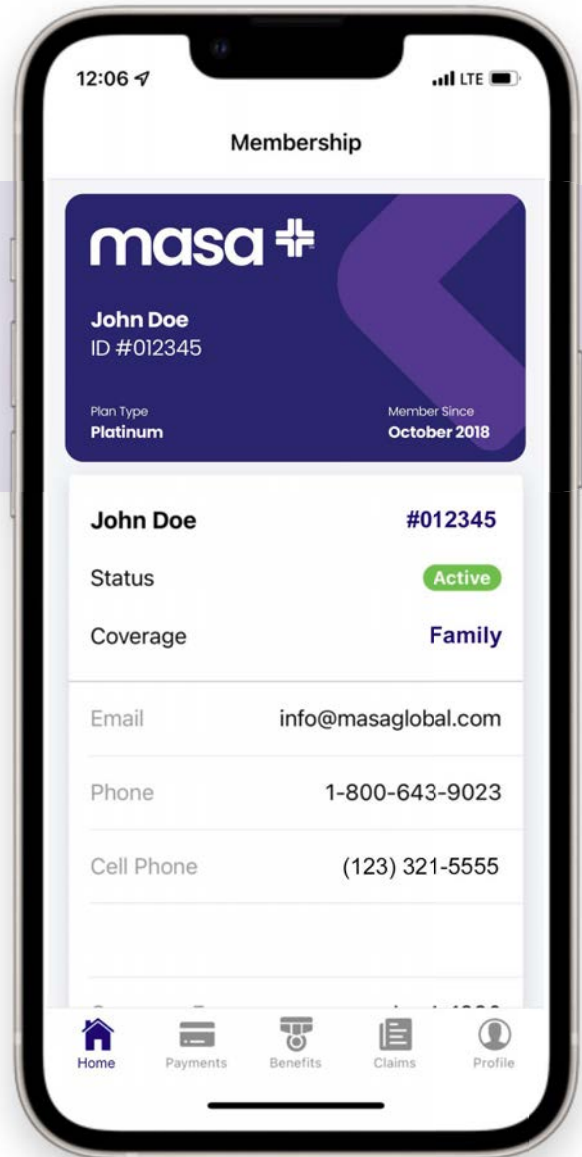 12:06
LTE
Membership
masa
John Doe
ID #012345
Plan Type Member Since
Platinum October 2018
John Doe #012345
Status Active
Coverage Family
Email info@masaglobal.com
Phone 1-800-643-9023
Cell Phone (123) 321-5555
Home Payments Benefits Claims Profile